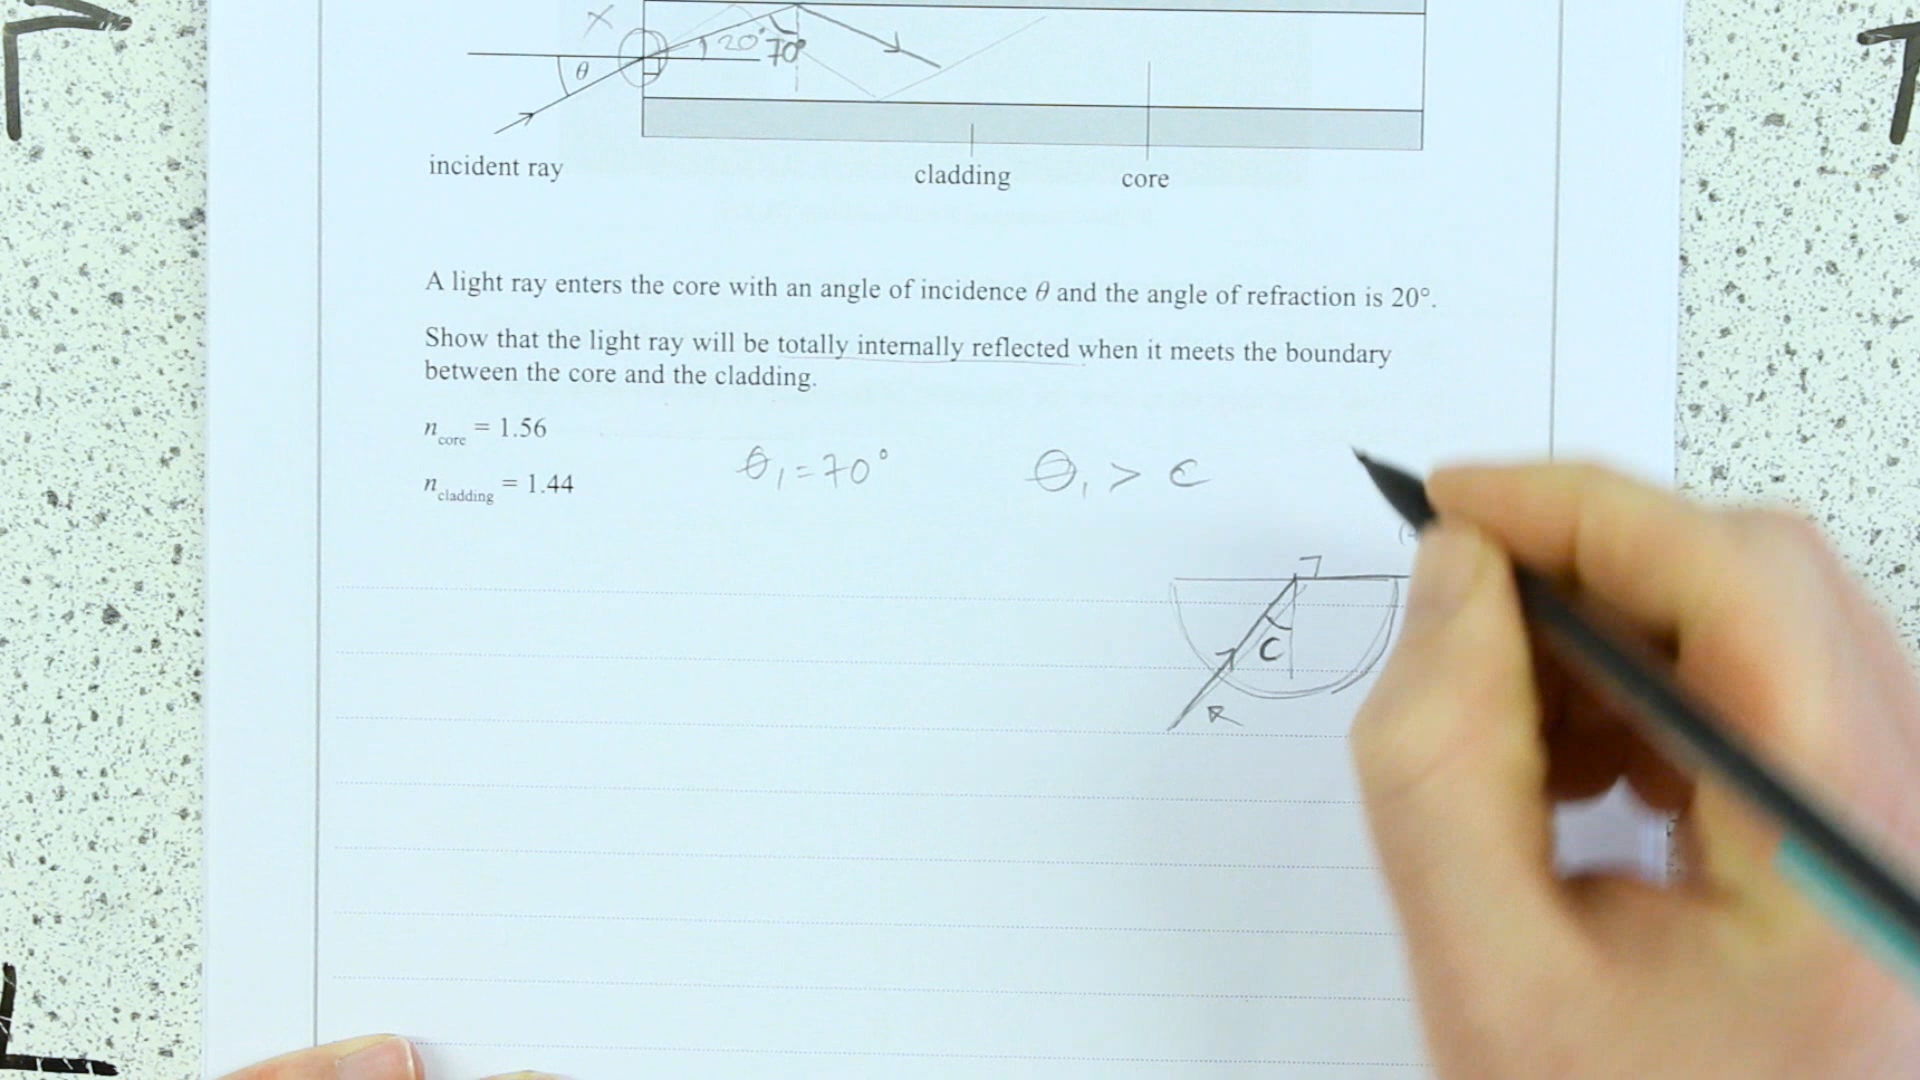 X
θ
20°
70°
incident ray
cladding
core
A light ray enters the core with an angle of incidence θ and the angle of refraction is 20°.
Show that the light ray will be totally internally reflected when it meets the boundary
between the core and the cladding.
n core = 1.56
θ₁ = 70°
θ₁ > C
n cladding = 1.44
C